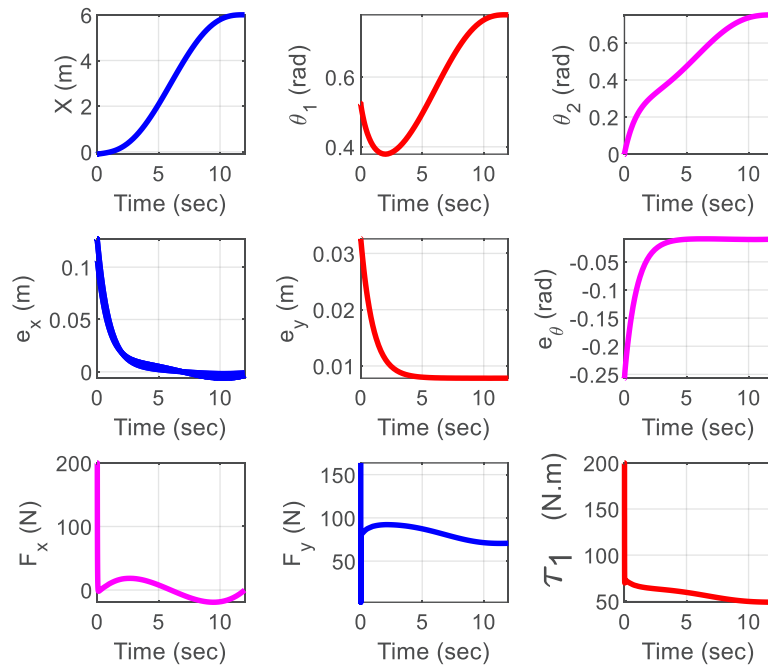 X (m)
6
4
2
0
0 5 10
Time (sec)
θ1 (rad)
0.6
0.4
0 5 10
Time (sec)
θ2 (rad)
0.6
0.4
0.2
0
0 5 10
Time (sec)
ex (m)
0.1
0.05
0
0 5 10
Time (sec)
ey (m)
0.03
0.02
0.01
0 5 10
Time (sec)
eθ (rad)
-0.05
-0.1
-0.15
-0.2
-0.25
0 5 10
Time (sec)
Fx (N)
200
100
0
0 5 10
Time (sec)
Fy (N)
150
100
50
0 5 10
Time (sec)
τ1 (N.m)
200
150
100
50
0 5 10
Time (sec)